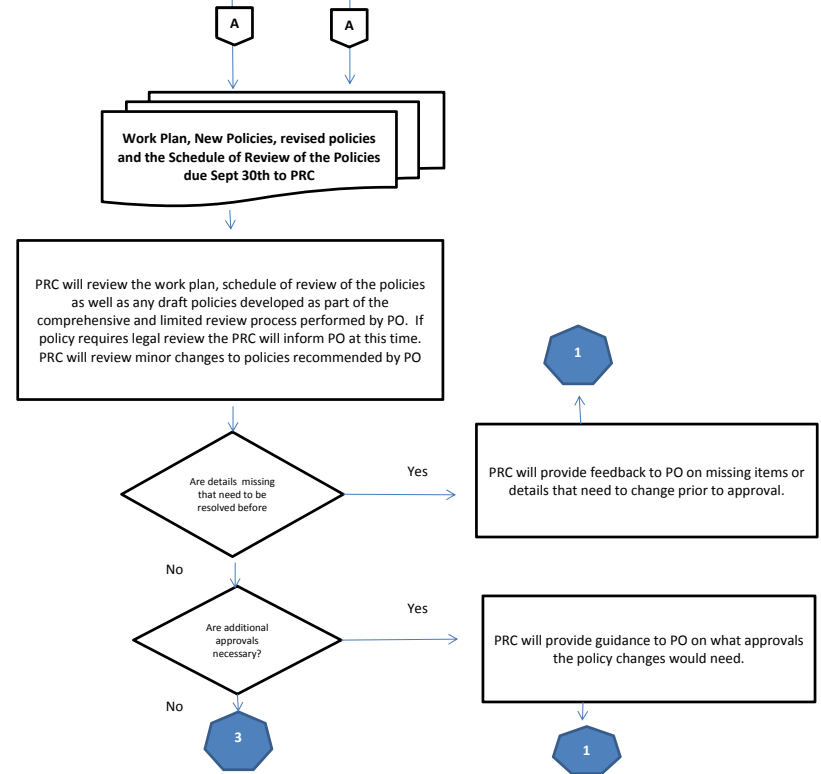 A
A
Work Plan, New Policies, revised policies
and the Schedule of Review of the Policies
due Sept 30th to PRC
PRC will review the work plan, schedule of review of the policies
as well as any draft policies developed as part of the
comprehensive and limited review process performed by PO.  If
policy requires legal review the PRC will inform PO at this time.
PRC will review minor changes to policies recommended by PO
1
Are details  missing
that need to be
resolved before
Yes
PRC will provide feedback to PO on missing items or
details that need to change prior to approval.
No
Are additional
approvals
necessary?
Yes
PRC will provide guidance to PO on what approvals
the policy changes would need.
No
3
1